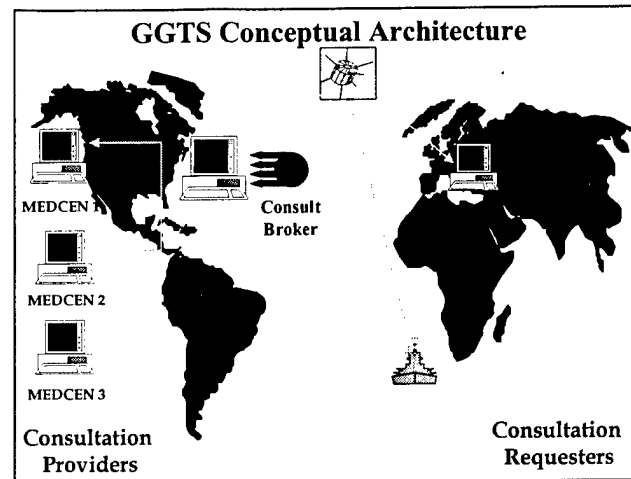 GGTS Conceptual Architecture
MEDCEN 1
Consult
Broker
MEDCEN 2
MEDCEN 3
Consultation
Providers
Consultation
Requesters